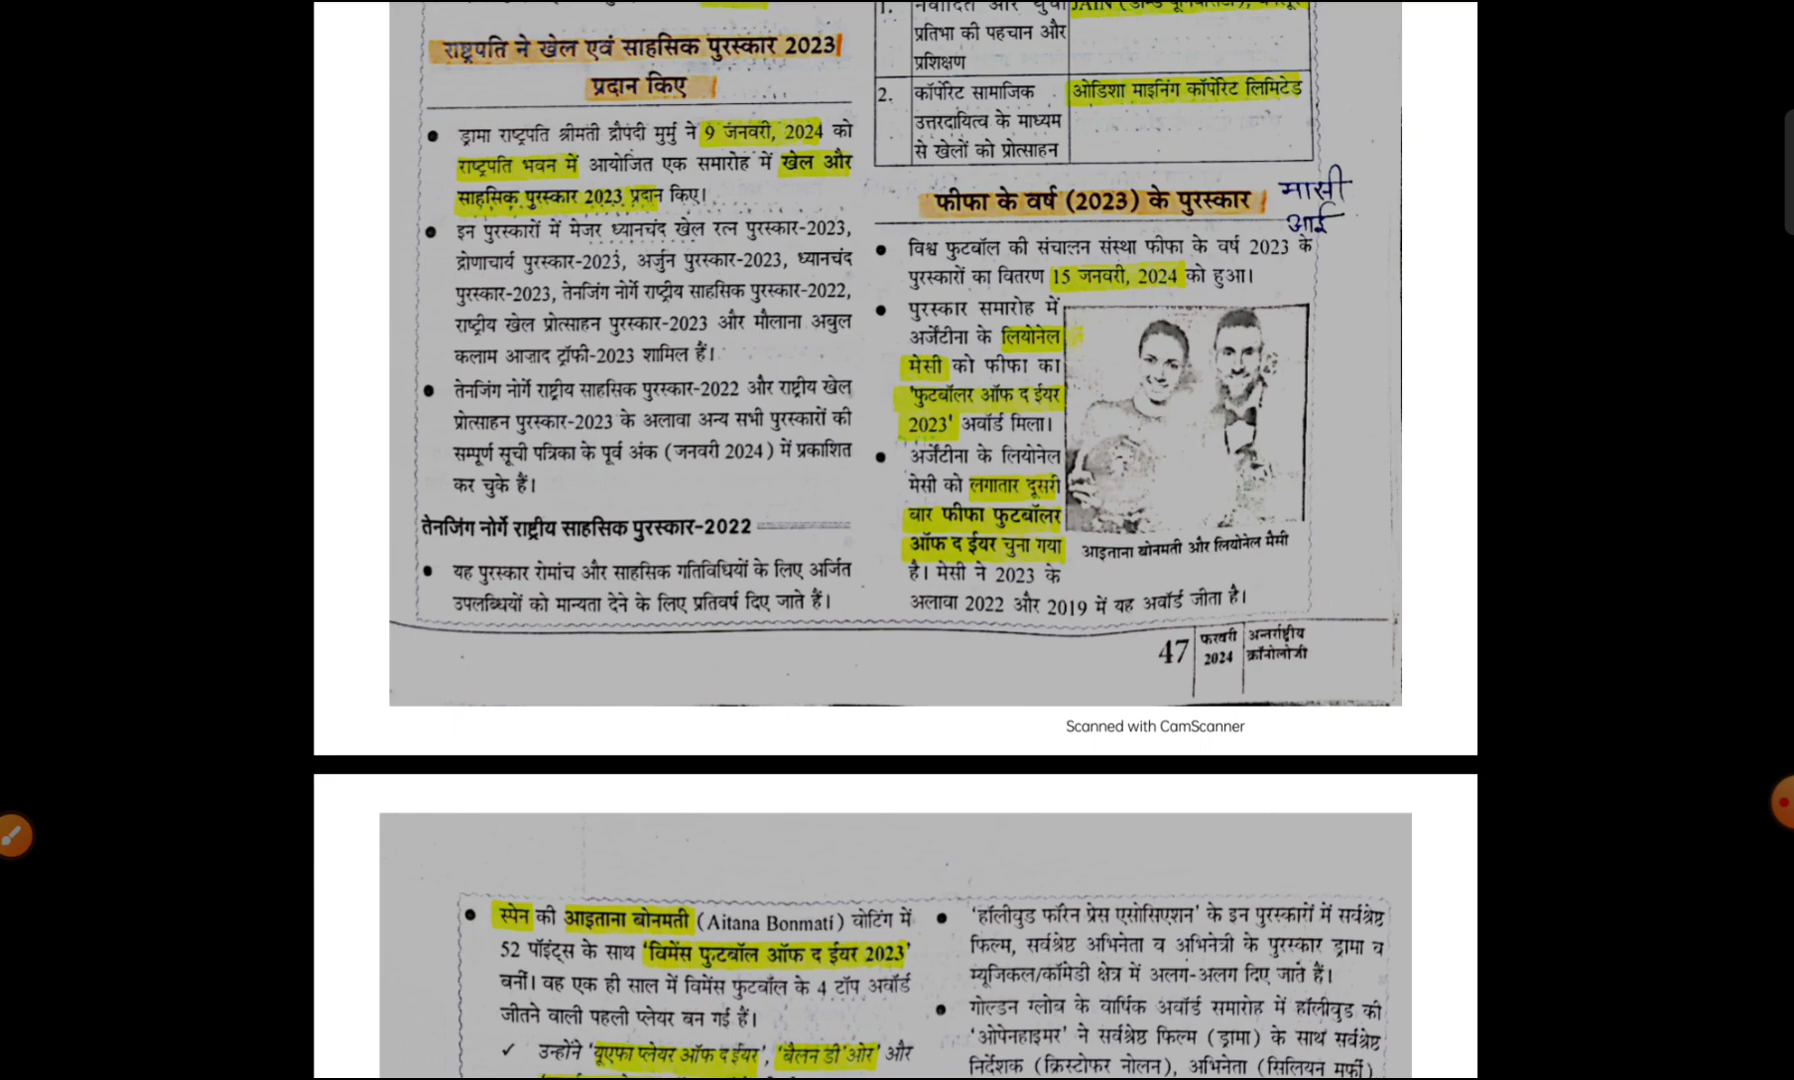 राष्ट्रपति ने खेल एवं साहसिक पुरस्कार 2023
प्रदान किए
ड्रामा राष्ट्रपति श्रीमती द्रौपदी मुर्मु ने 9 जनवरी, 2024 को
राष्ट्रपति भवन में आयोजित एक समारोह में खेल और
साहसिक पुरस्कार 2023 प्रदान किए।
इन पुरस्कारों में मेजर ध्यानचंद खेल रत्न पुरस्कार-2023,
द्रोणाचार्य पुरस्कार-2023, अर्जुन पुरस्कार-2023, ध्यानचंद
पुरस्कार-2023, तेनजिंग नोर्गे राष्ट्रीय साहसिक पुरस्कार-2022,
राष्ट्रीय खेल प्रोत्साहन पुरस्कार-2023 और मौलाना अबुल
कलाम आज़ाद ट्रॉफी-2023 शामिल हैं।
तेनजिंग नोर्गे राष्ट्रीय साहसिक पुरस्कार-2022 और राष्ट्रीय खेल
प्रोत्साहन पुरस्कार-2023 के अलावा अन्य सभी पुरस्कारों की
सम्पूर्ण सूची पत्रिका के पूर्व अंक (जनवरी 2024) में प्रकाशित
कर चुके हैं।
तेनजिंग नोर्गे राष्ट्रीय साहसिक पुरस्कार-2022
यह पुरस्कार रोमांच और साहसिक गतिविधियों के लिए अर्जित
उपलब्धियों को मान्यता देने के लिए प्रतिवर्ष दिए जाते हैं।
1. नवोदित और युवा JAIN
प्रतिभा की पहचान और
प्रशिक्षण
2. कॉर्पोरेट सामाजिक ओडिशा माइनिंग कॉर्पोरेट लिमिटेड
उत्तरदायित्व के माध्यम
से खेलों को प्रोत्साहन
फीफा के वर्ष (2023) के पुरस्कार मासी
आई
विश्व फुटबॉल की संचालन संस्था फीफा के वर्ष 2023 के
पुरस्कारों का वितरण 15 जनवरी, 2024 को हुआ।
पुरस्कार समारोह में
अर्जेंटीना के लियोनेल
मेसी को फीफा का
'फुटबॉलर ऑफ द ईयर
2023' अवॉर्ड मिला।
अर्जेंटीना के लियोनेल
मेसी को लगातार दूसरी
बार फीफा फुटबॉलर
ऑफ द ईयर चुना गया
है। मेसी ने 2023 के
अलावा 2022 और 2019 में यह अवॉर्ड जीता है।
आइताना बोनमती और लियोनेल मैसी
47 फरवरी अन्तर्राष्ट्रीय
2024 क्रॉनोलोजी
Scanned with CamScanner
स्पेन की आइताना बोनमती (Aitana Bonmatí) वोटिंग में
52 पॉइंट्स के साथ 'विमेंस फुटबॉल ऑफ द ईयर 2023'
बनीं। वह एक ही साल में विमेंस फुटबॉल के 4 टॉप अवॉर्ड
जीतने वाली पहली प्लेयर बन गई हैं।
✓ उन्होंने 'यूएफा प्लेयर ऑफ द ईयर', 'बैलन डी'ओर' और
'हॉलीवुड फॉरेन प्रेस एसोसिएशन' के इन पुरस्कारों में सर्वश्रेष्ठ
फिल्म, सर्वश्रेष्ठ अभिनेता व अभिनेत्री के पुरस्कार ड्रामा व
म्यूजिकल/कॉमेडी क्षेत्र में अलग-अलग दिए जाते हैं।
गोल्डन ग्लोब के वार्षिक अवॉर्ड समारोह में हॉलीवुड की
'ओपेनहाइमर' ने सर्वश्रेष्ठ फिल्म (ड्रामा) के साथ सर्वश्रेष्ठ
निर्देशक (क्रिस्टोफर नोलन), अभिनेता (सिलियन मर्फी)